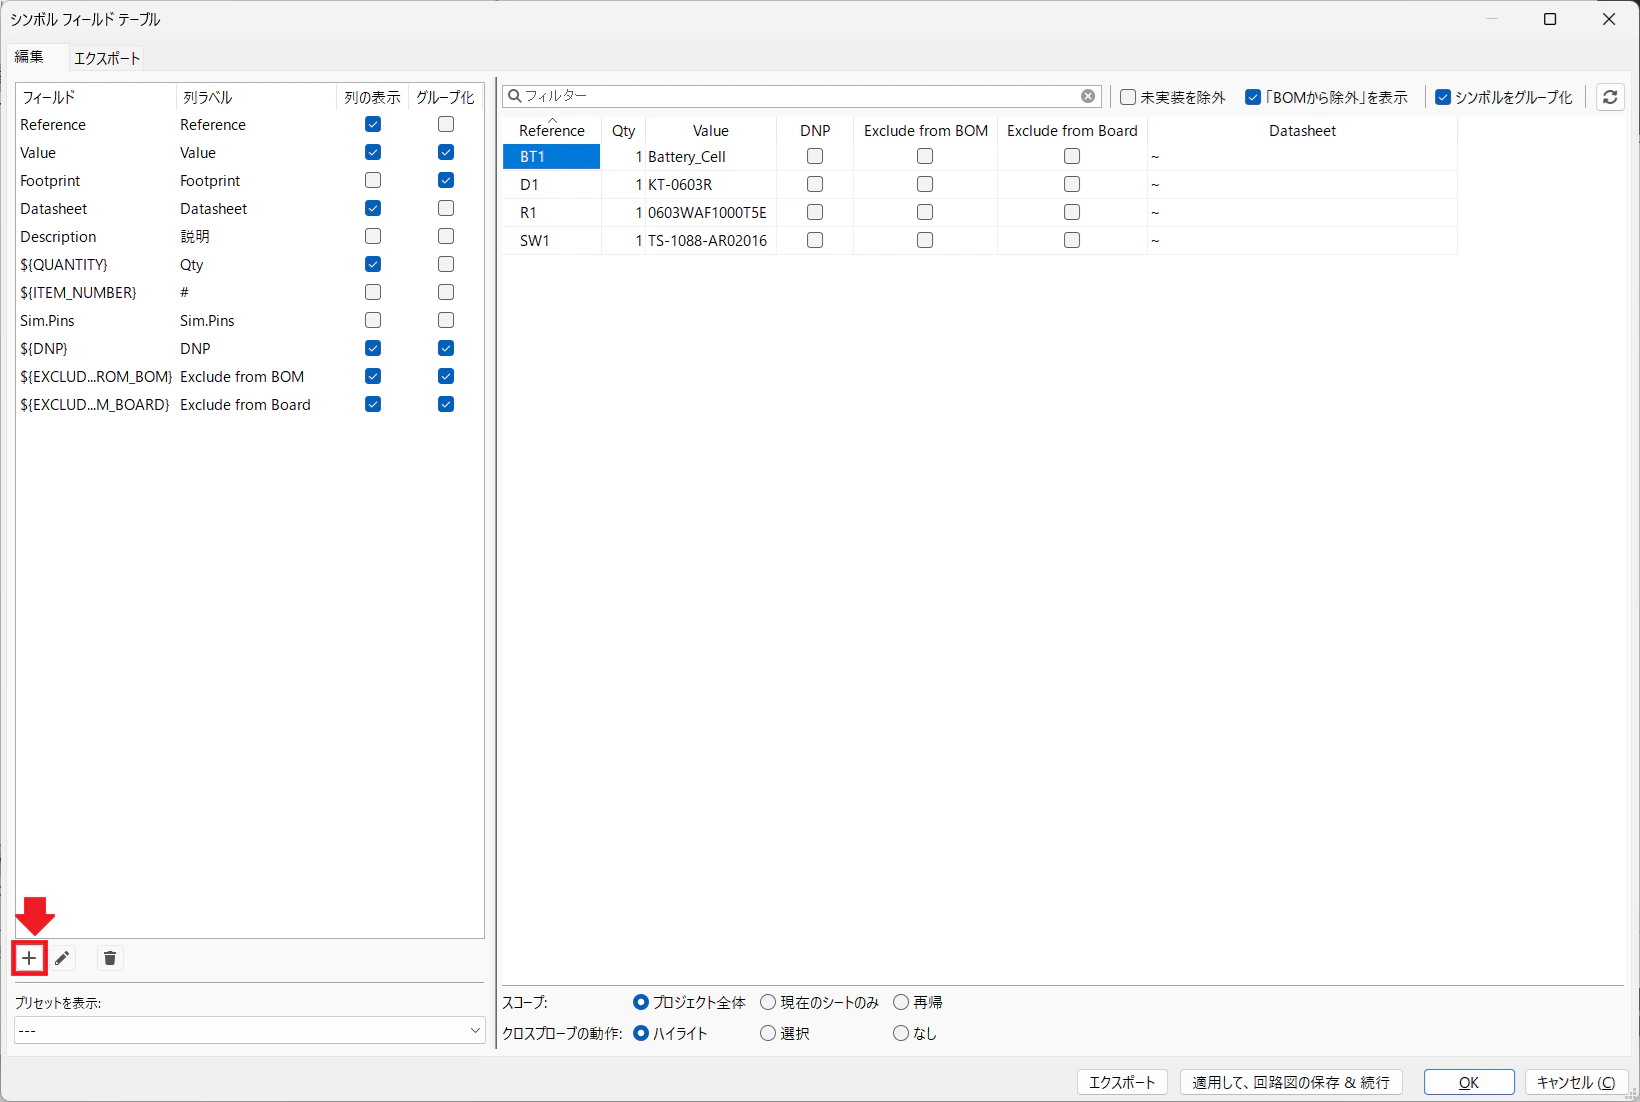 シンボル フィールド テーブル
編集 エクスポート
フィールド 列ラベル 列の表示 グループ化
Reference Reference
Value Value
Footprint Footprint
Datasheet Datasheet
Description 説明
${QUANTITY} Qty
${ITEM_NUMBER} #
Sim.Pins Sim.Pins
${DNP} DNP
${EXCLUD...ROM_BOM} Exclude from BOM
${EXCLUD...M_BOARD} Exclude from Board
プリセットを表示:
---
フィルター 未実装を除外 「BOMから除外」を表示 シンボルをグループ化
Reference Qty Value DNP Exclude from BOM Exclude from Board Datasheet
BT1 1 Battery_Cell ~
D1 1 KT-0603R ~
R1 1 0603WAF1000T5E ~
SW1 1 TS-1088-AR02016 ~
スコープ: プロジェクト全体 現在のシートのみ 再帰
クロスプローブの動作: ハイライト 選択 なし
エクスポート 適用して、回路図の保存 & 続行 OK キャンセル (C)